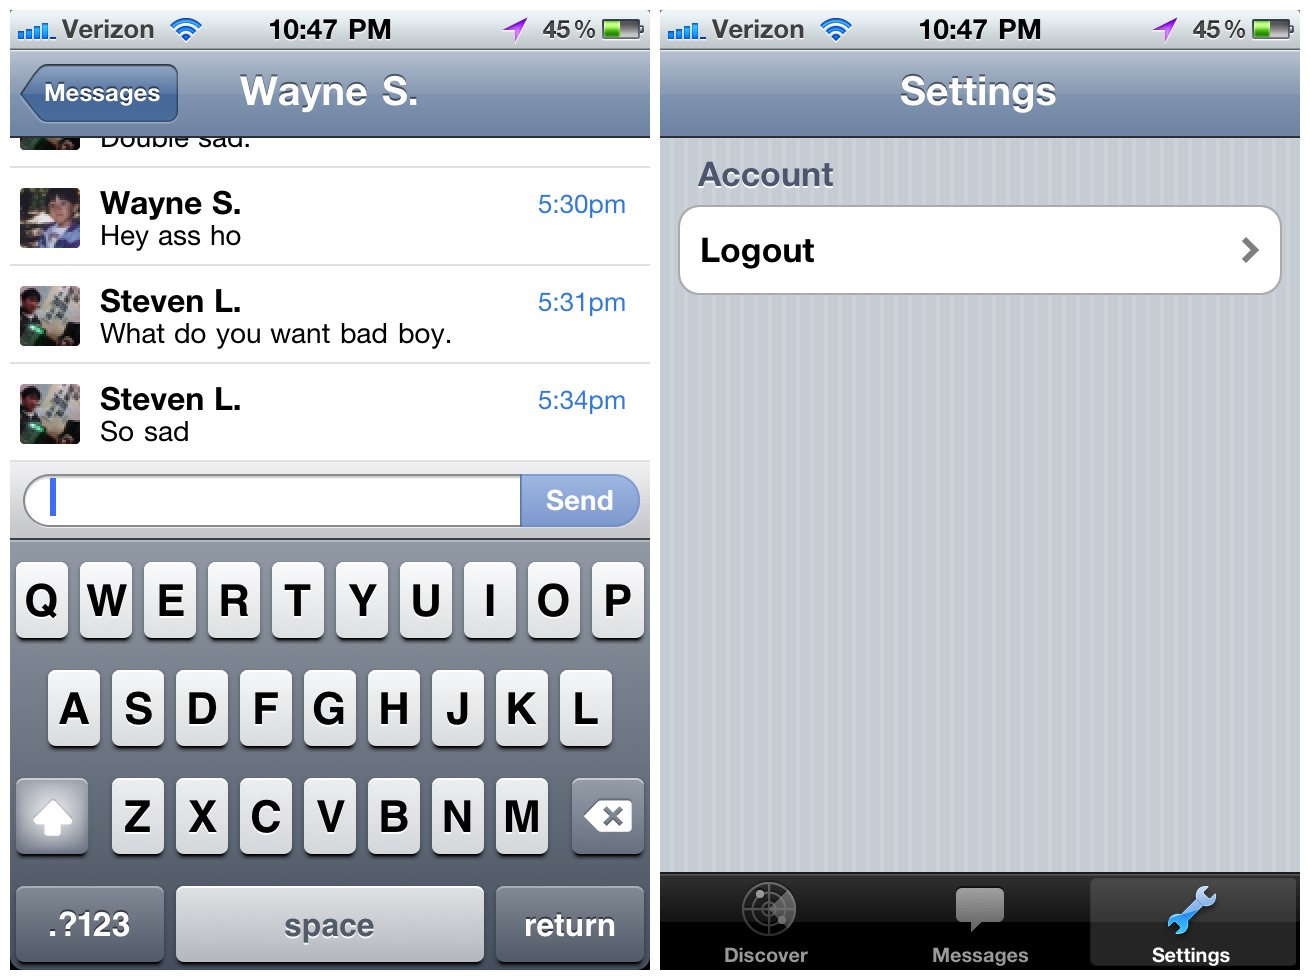 Verizon 10:47 PM 45%
Messages Wayne S.
Double sad.
Wayne S. 5:30pm
Hey ass ho
Steven L. 5:31pm
What do you want bad boy.
Steven L. 5:34pm
So sad
Send
Q W E R T Y U I O P
A S D F G H J K L
Z X C V B N M
.?123 space return
Verizon 10:47 PM 45%
Settings
Account
Logout
Discover Messages Settings